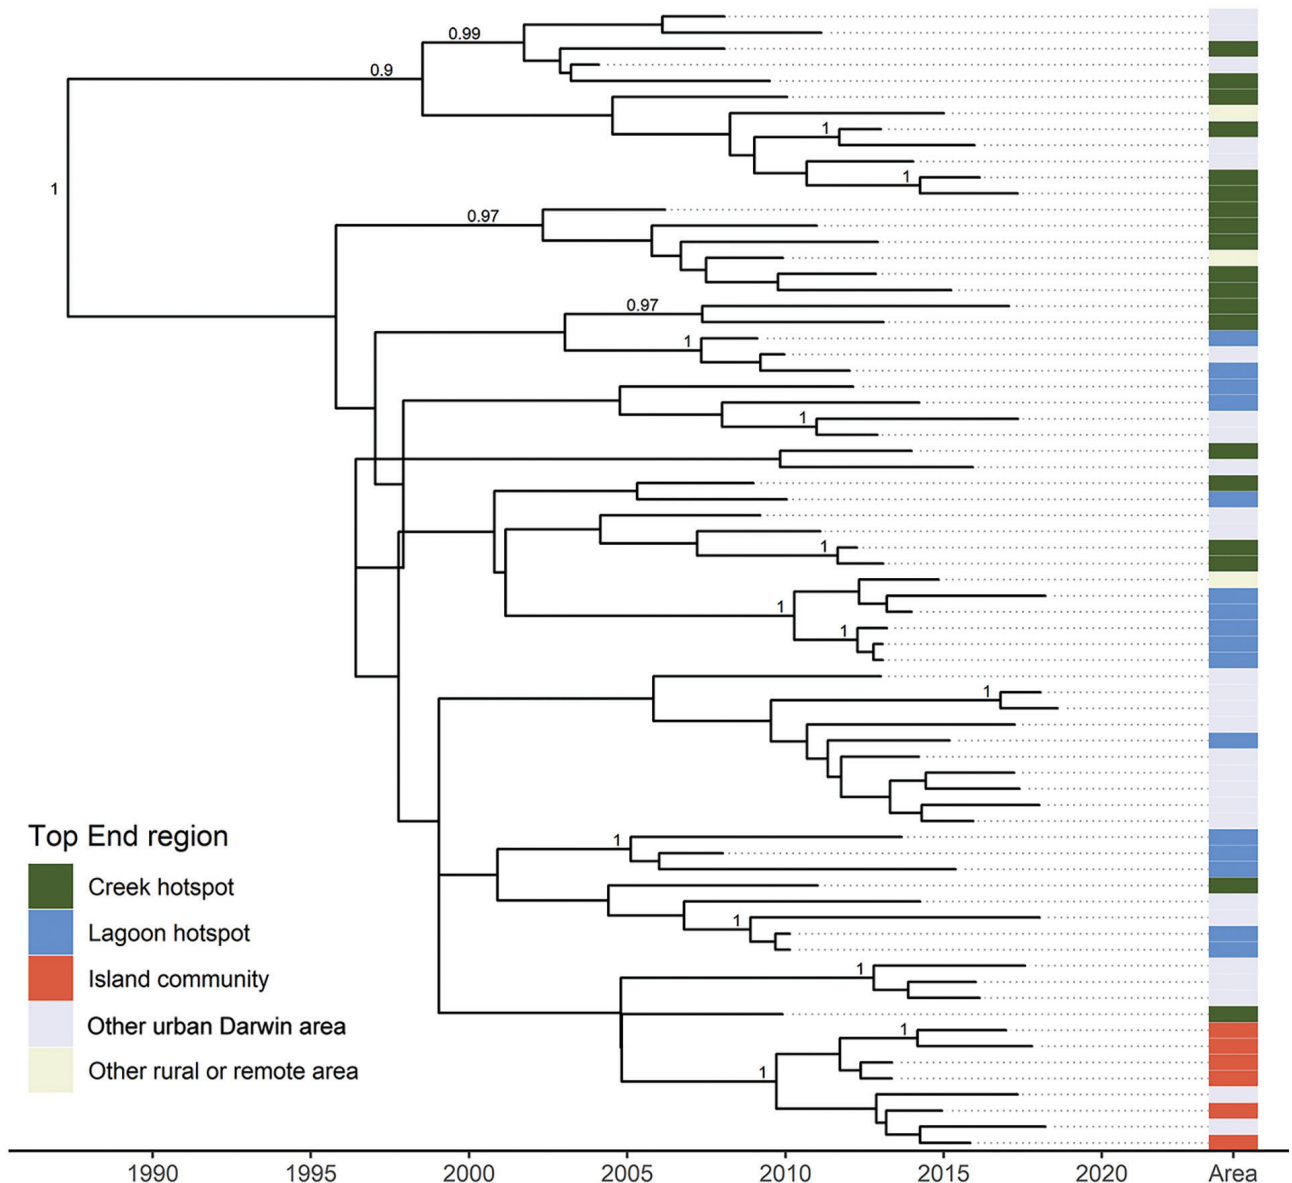 0.99
0.9
1
1
1
0.97
0.97
1
1
1
1
1
1
1
1
1
1
1
Top End region
Creek hotspot
Lagoon hotspot
Island community
Other urban Darwin area
Other rural or remote area
1990 1995 2000 2005 2010 2015 2020 Area